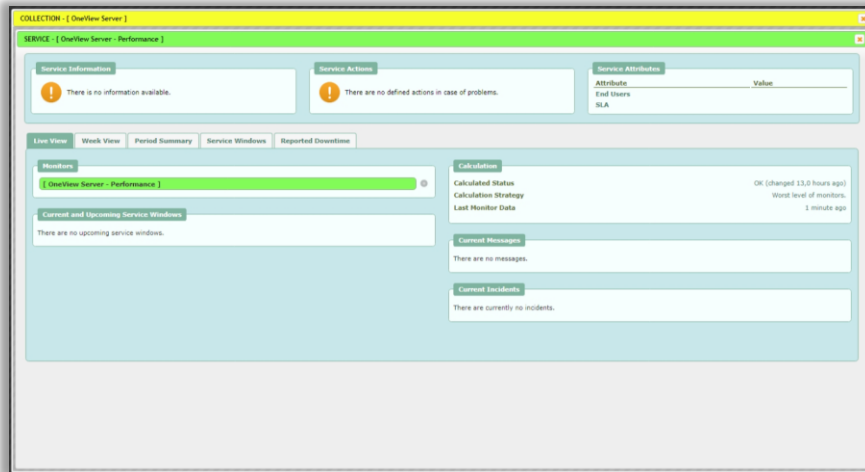 COLLECTION - [ OneView Server ]
SERVICE - [ OneView Server - Performance ]
Service Information
There is no information available.
Service Actions
There are no defined actions in case of problems.
Service Attributes
Attribute Value
End Users
SLA
Live View Week View Period Summary Service Windows Reported Downtime
Monitors
[ OneView Server - Performance ]
Current and Upcoming Service Windows
There are no upcoming service windows.
Calculation
Calculated Status OK (changed 13,0 hours ago)
Calculation Strategy Worst level of monitors.
Last Monitor Data 1 minute ago
Current Messages
There are no messages.
Current Incidents
There are currently no incidents.